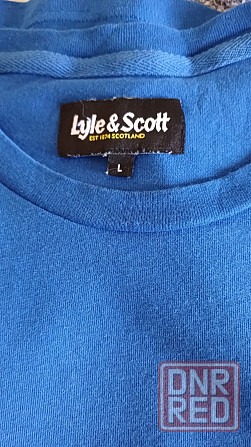 Lyle & Scott
EST 1874 SCOTLAND
L
DNR
RED